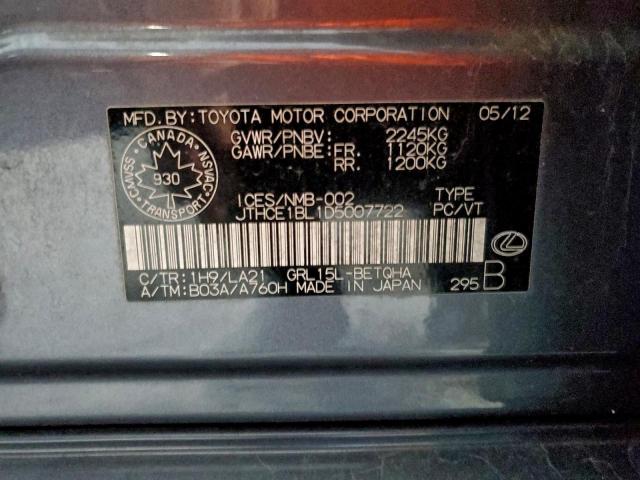 MFD. BY: TOYOTA MOTOR CORPORATION 05/12
GVWR/PNBV: 2245KG
GAWR/PNBE: FR. 1120KG
RR. 1200KG
CANADA
CMVSS
NSVAC
930
TRANSPORT
ICES/NMB-002 TYPE
JTHCE1BL1D5007722 PC/VT
C/TR: 1H9/LA21 GRL15L-BETQHA
A/TM: B03A/A760H MADE IN JAPAN 295 B